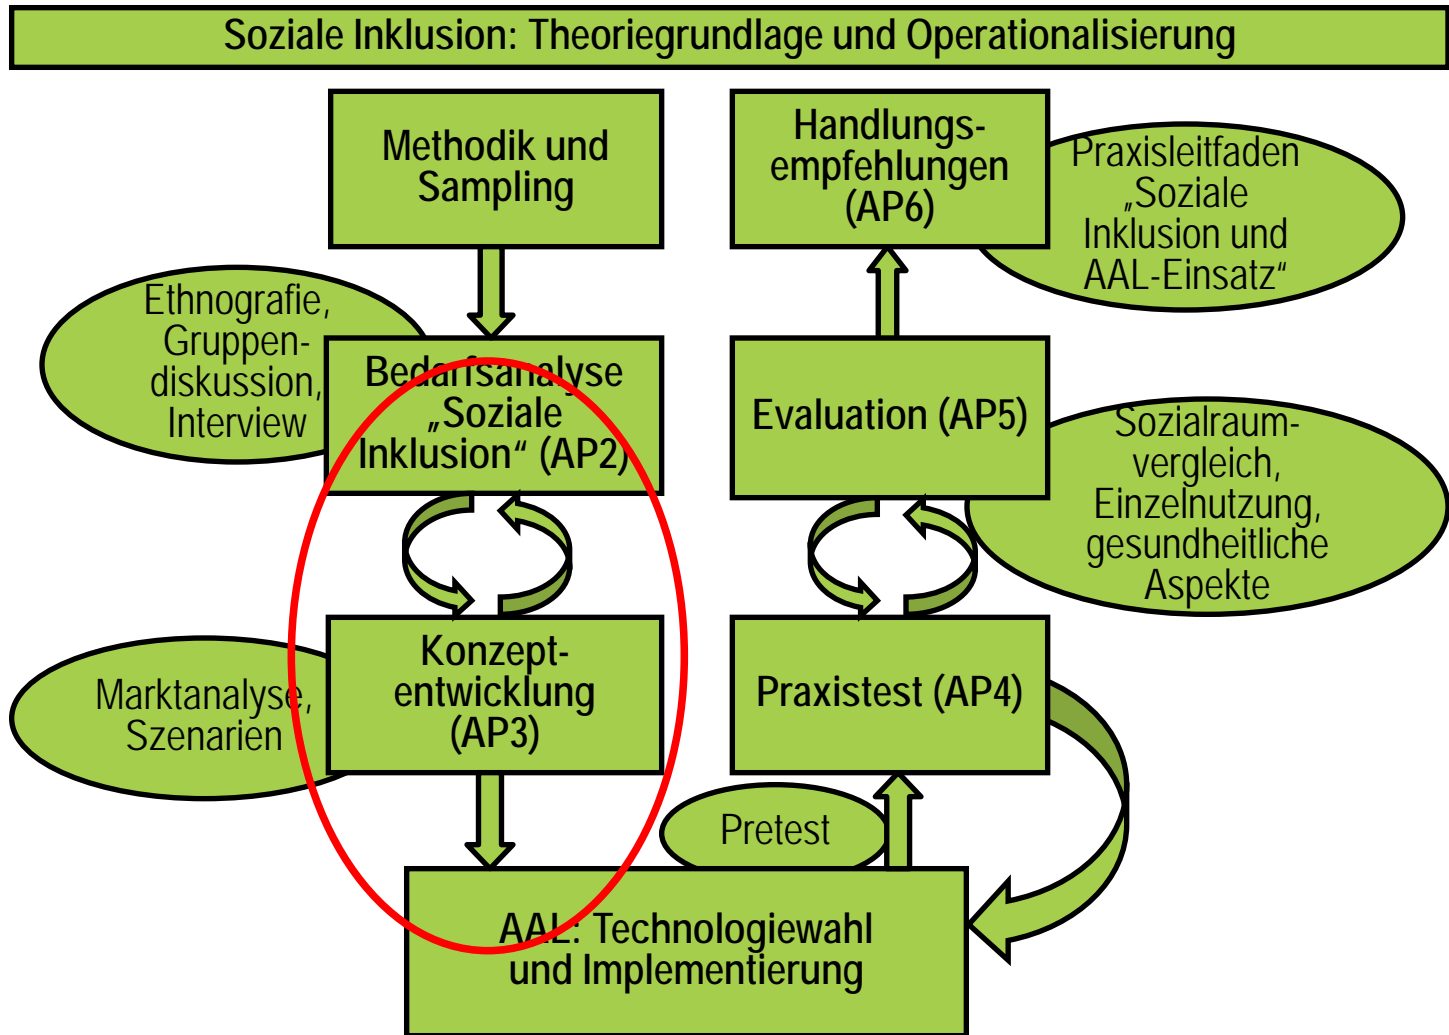 Soziale Inklusion: Theoriegrundlage und Operationalisierung
Methodik und
Sampling
Handlungs-
empfehlungen
(AP6)
Praxisleitfaden
„Soziale
Inklusion und
AAL-Einsatz“
Ethnografie,
Gruppen-
diskussion,
Interview
Bedarfsanalyse
„Soziale
Inklusion“ (AP2)
Evaluation (AP5)
Sozialraum-
vergleich,
Einzelnutzung,
gesundheitliche
Aspekte
Marktanalyse,
Szenarien
Konzept-
entwicklung
(AP3)
Praxistest (AP4)
Pretest
AAL: Technologiewahl
und Implementierung